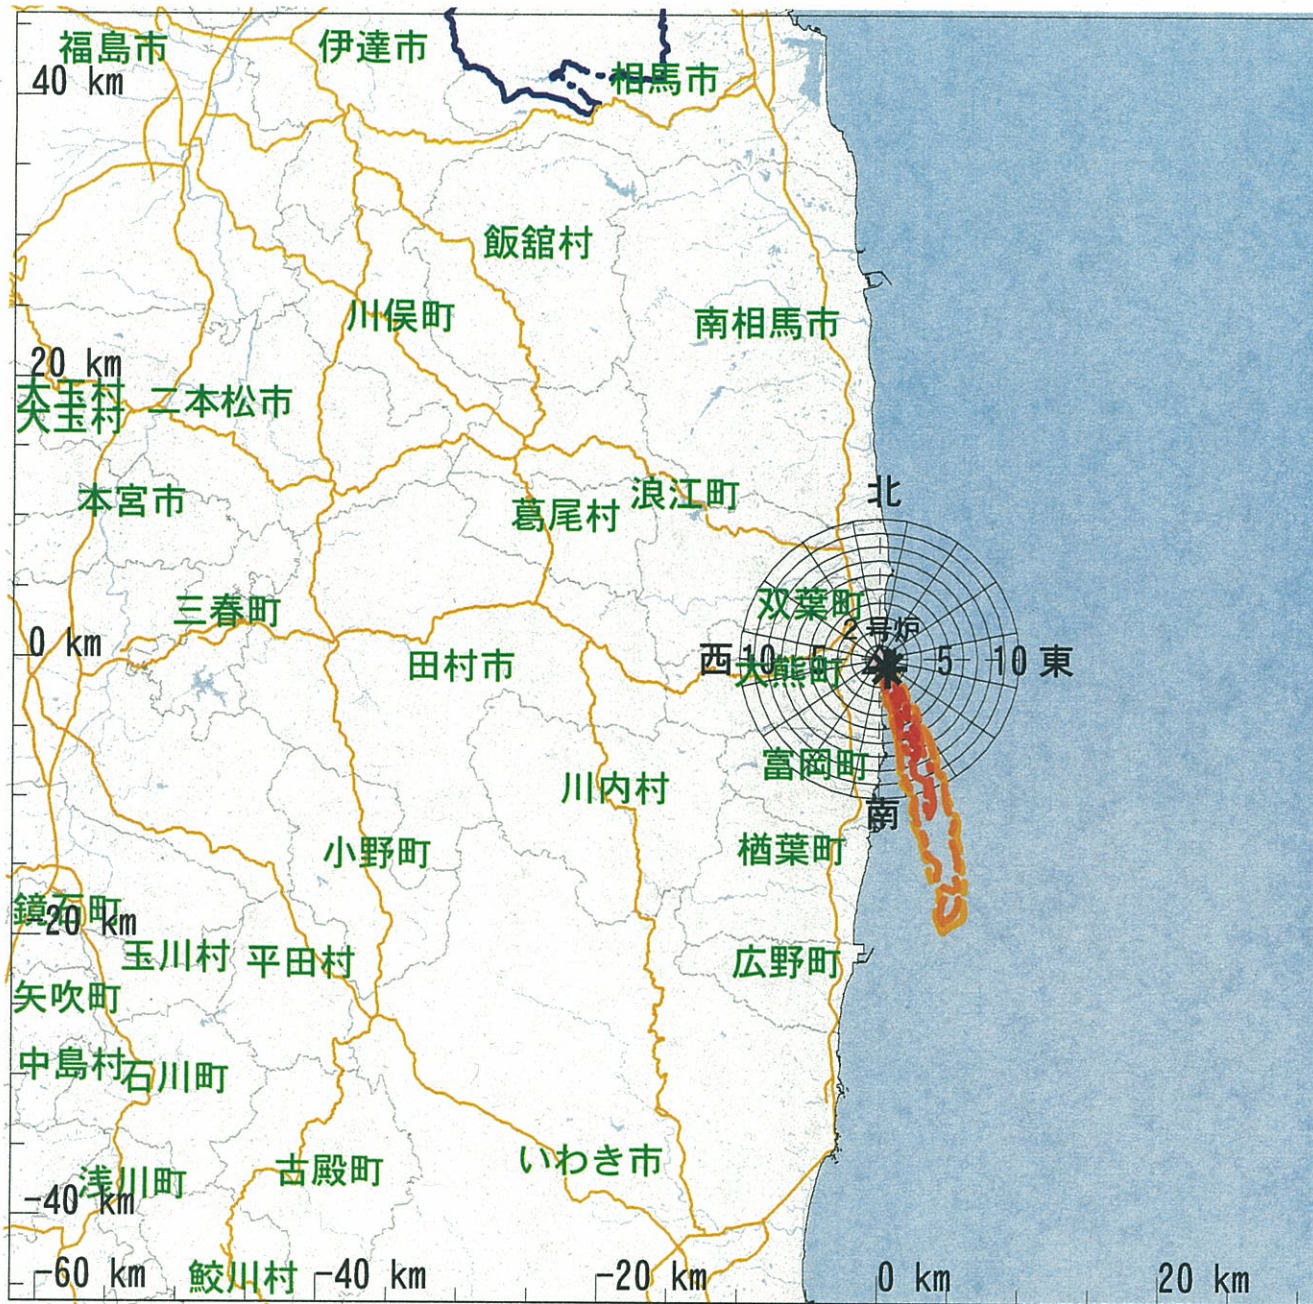 福島市
伊達市
相馬市
40 km
飯舘村
川俣町
南相馬市
20 km
大玉村
二本松市
大玉村
本宮市
葛尾村
浪江町
北
三春町
双葉町
2号炉
0 km
田村市
西
10
5
大熊町
5
10
東
川内村
富岡町
南
小野町
楢葉町
鏡石町
-20 km
玉川村
平田村
広野町
矢吹町
中島村
石川町
いわき市
浅川町
古殿町
-40 km
-60 km
鮫川村
-40 km
-20 km
0 km
20 km